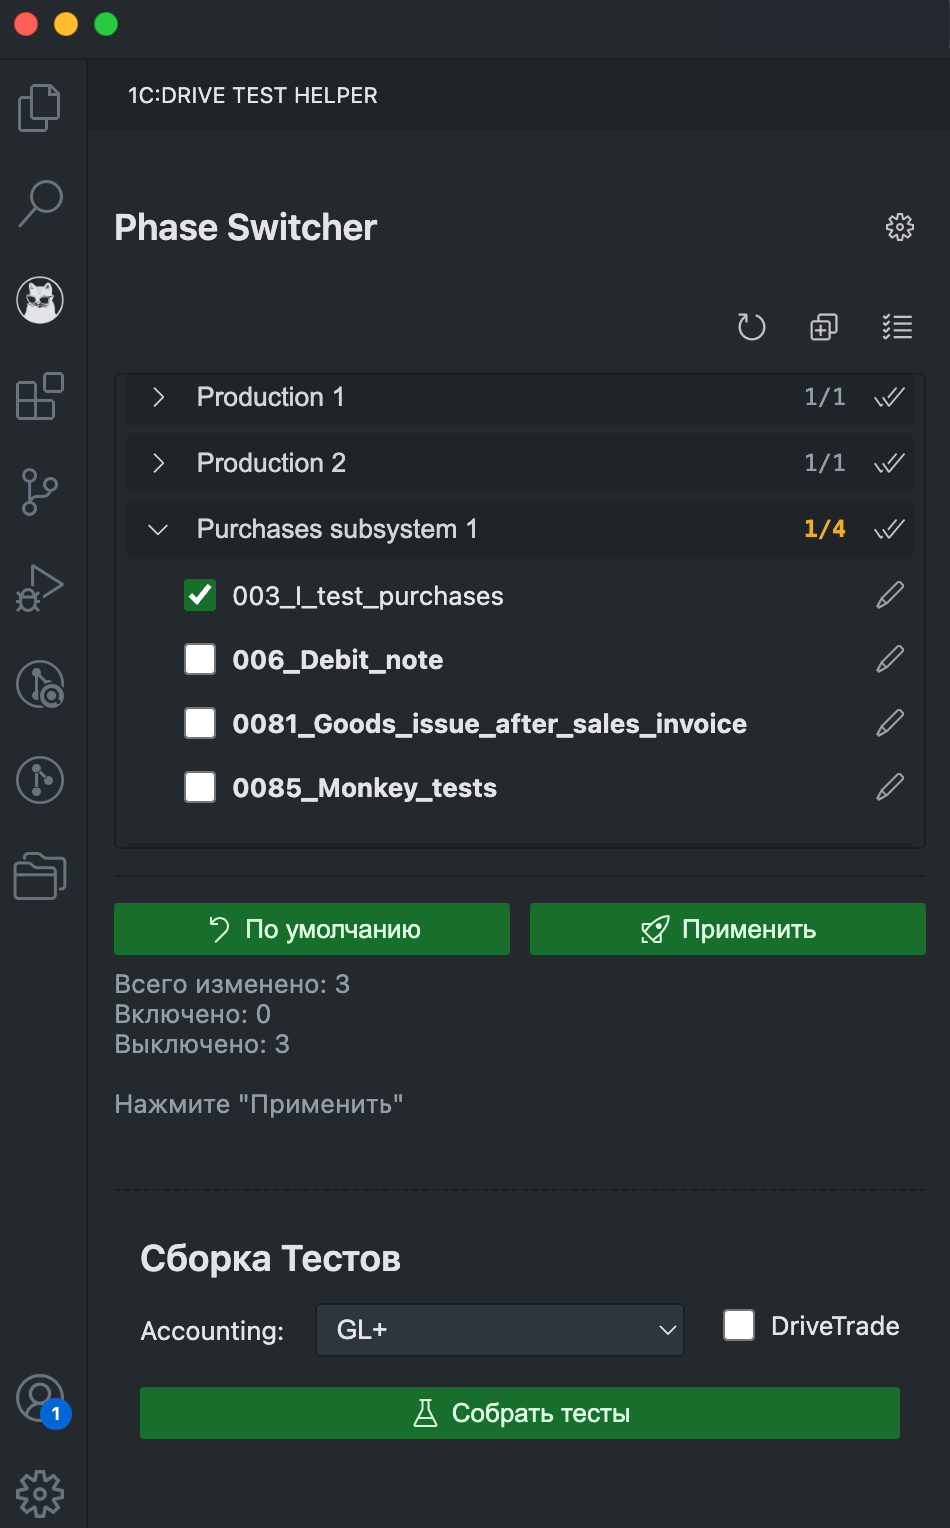 1C:DRIVE TEST HELPER
Phase Switcher
Production 1 1/1
Production 2 1/1
Purchases subsystem 1 1/4
003_I_test_purchases
006_Debit_note
0081_Goods_issue_after_sales_invoice
0085_Monkey_tests
По умолчанию Применить
Всего изменено: 3
Включено: 0
Выключено: 3
Нажмите "Применить"
Сборка Тестов
Accounting: GL+ DriveTrade
1
Собрать тесты